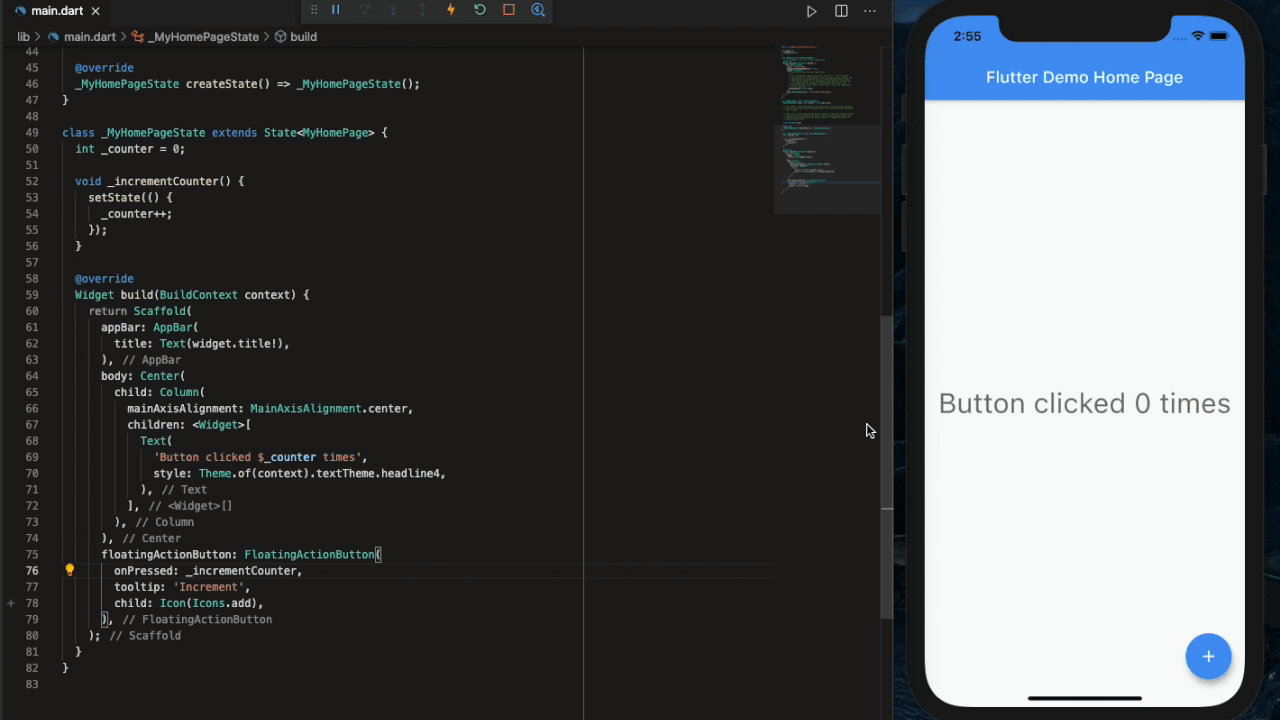 main.dart
lib > main.dart > _MyHomePageState > build
44
45 @override
46 _MyHomePageState createState() => _MyHomePageState();
47 }
48
49 class _MyHomePageState extends State<MyHomePage> {
50 int _counter = 0;
51
52 void _incrementCounter() {
53 setState(() {
54 _counter++;
55 });
56 }
57
58 @override
59 Widget build(BuildContext context) {
60 return Scaffold(
61 appBar: AppBar(
62 title: Text(widget.title!),
63 ), // AppBar
64 body: Center(
65 child: Column(
66 mainAxisAlignment: MainAxisAlignment.center,
67 children: <Widget>[
68 Text(
69 'Button clicked $_counter times',
70 style: Theme.of(context).textTheme.headline4,
71 ), // Text
72 ], // <Widget>[]
73 ), // Column
74 ), // Center
75 floatingActionButton: FloatingActionButton(
76 onPressed: _incrementCounter,
77 tooltip: 'Increment',
78 child: Icon(Icons.add),
79 ), // FloatingActionButton
80 ); // Scaffold
81 }
82 }
83
2:55
Flutter Demo Home Page
Button clicked 0 times
+